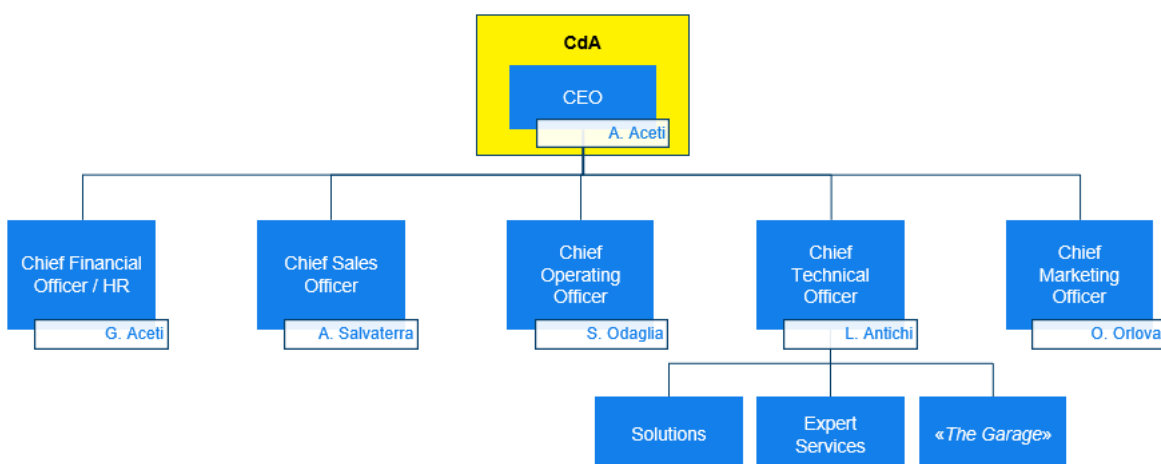 CdA
CEO
A. Aceti
Chief Financial
Officer / HR
G. Aceti
Chief Sales
Officer
A. Salvaterra
Chief
Operating
Officer
S. Odaglia
Chief
Technical
Officer
L. Antichi
Chief
Marketing
Officer
O. Orlova
Solutions
Expert
Services
«The Garage»